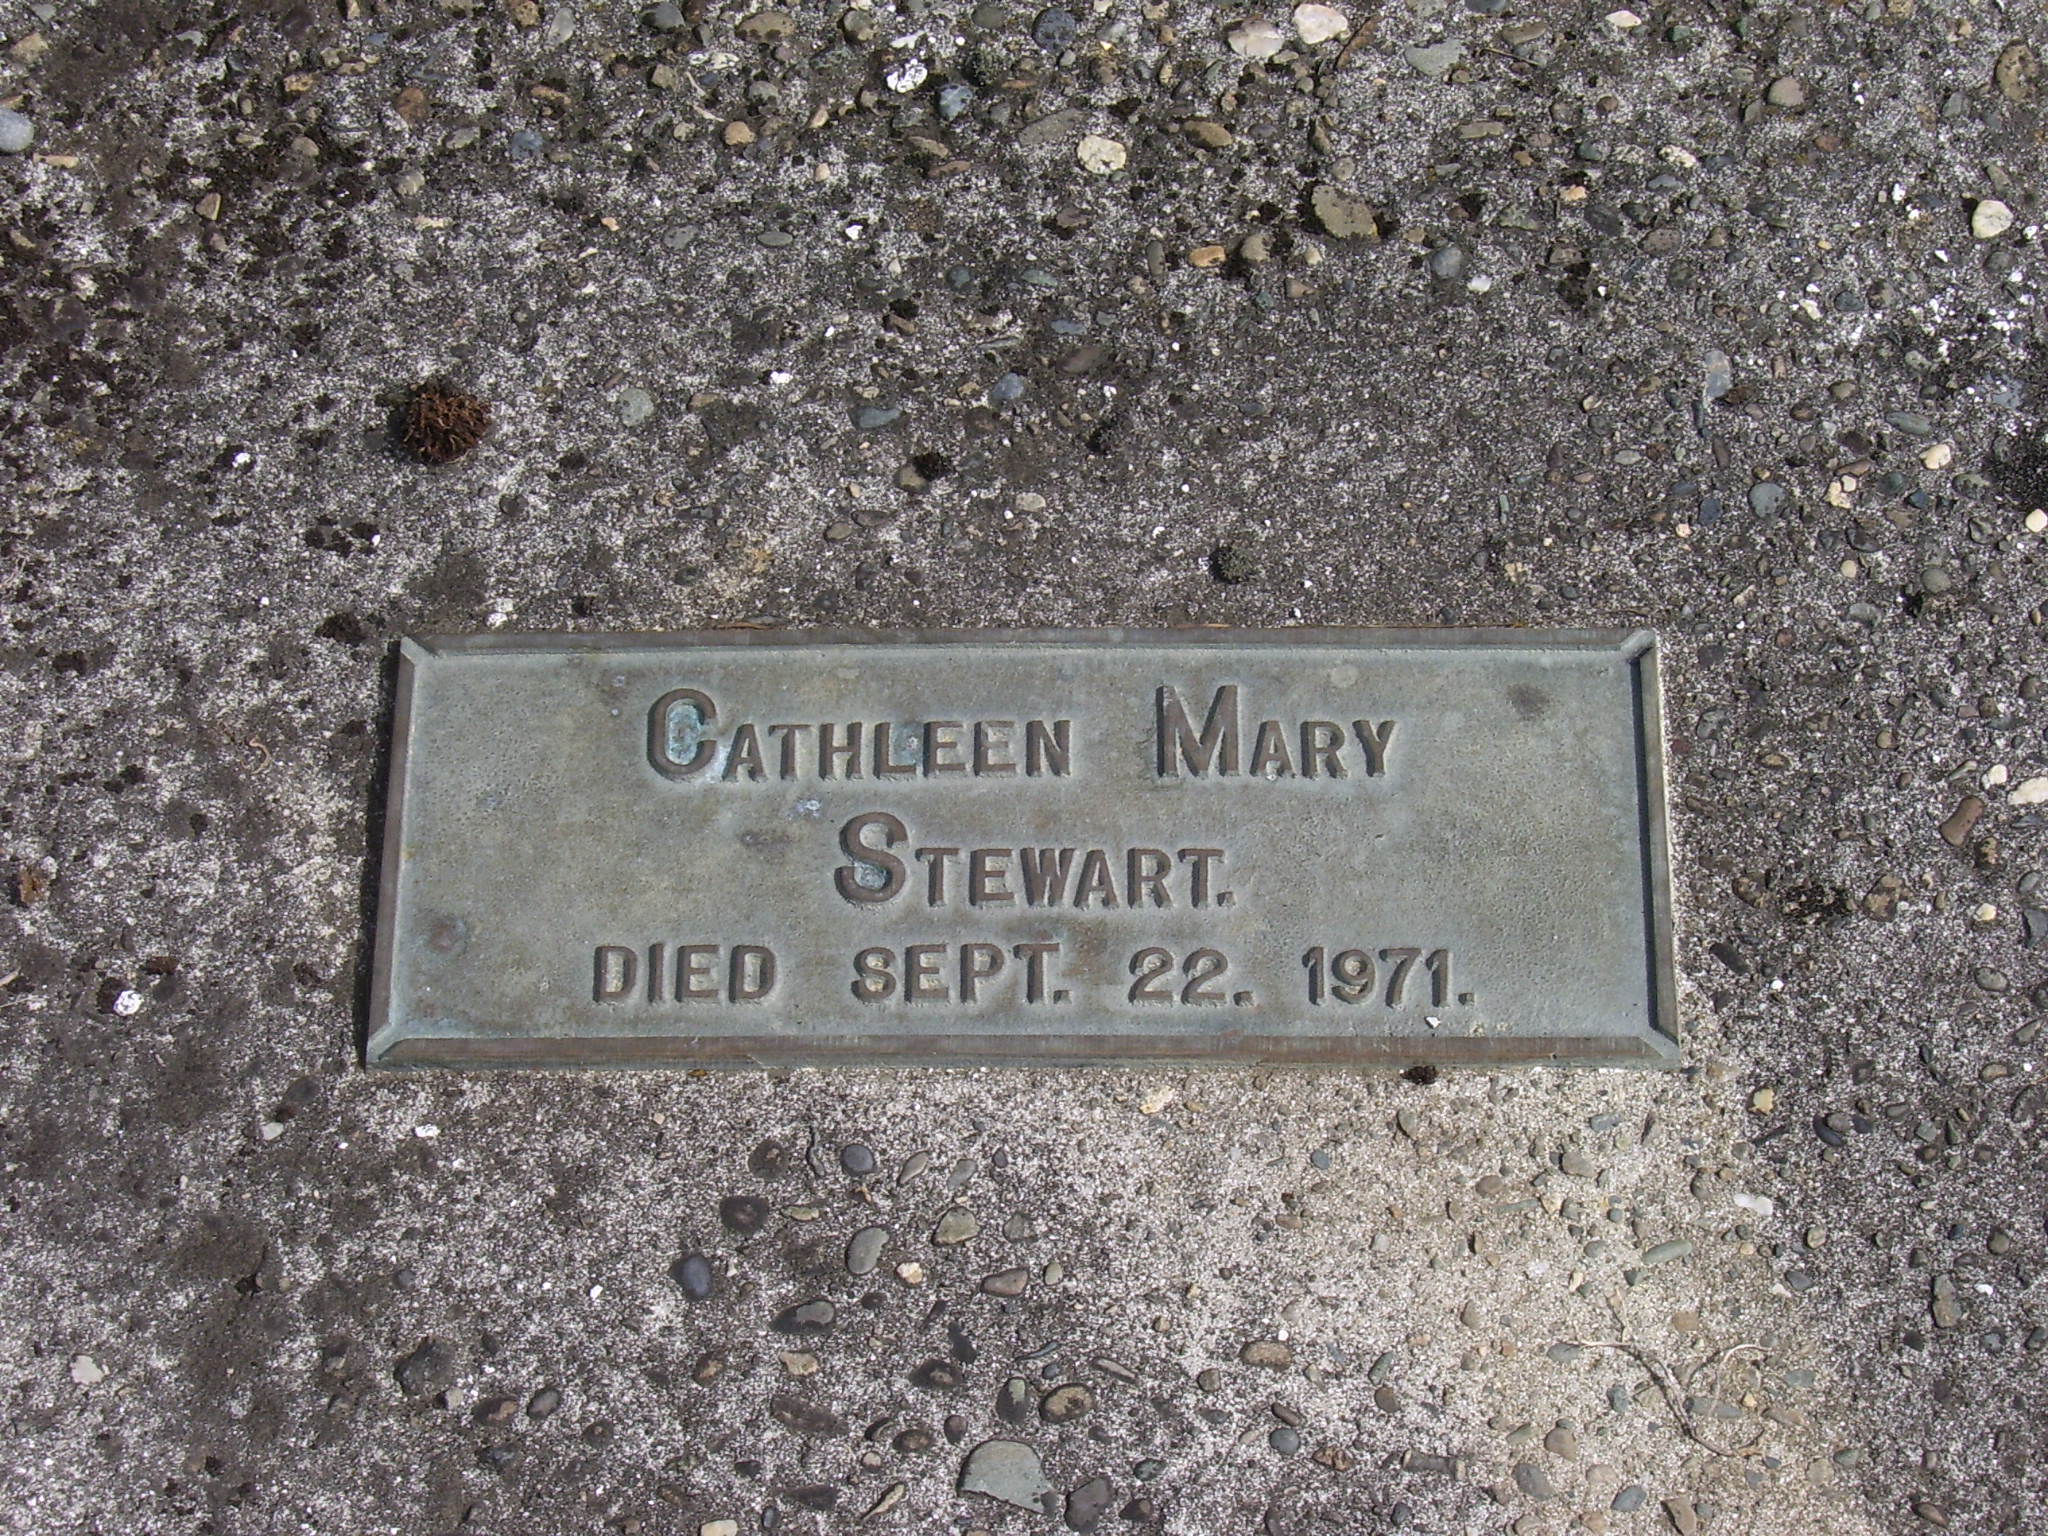 CATHLEEN MARY
STEWART.
DIED SEPT. 22. 1971.